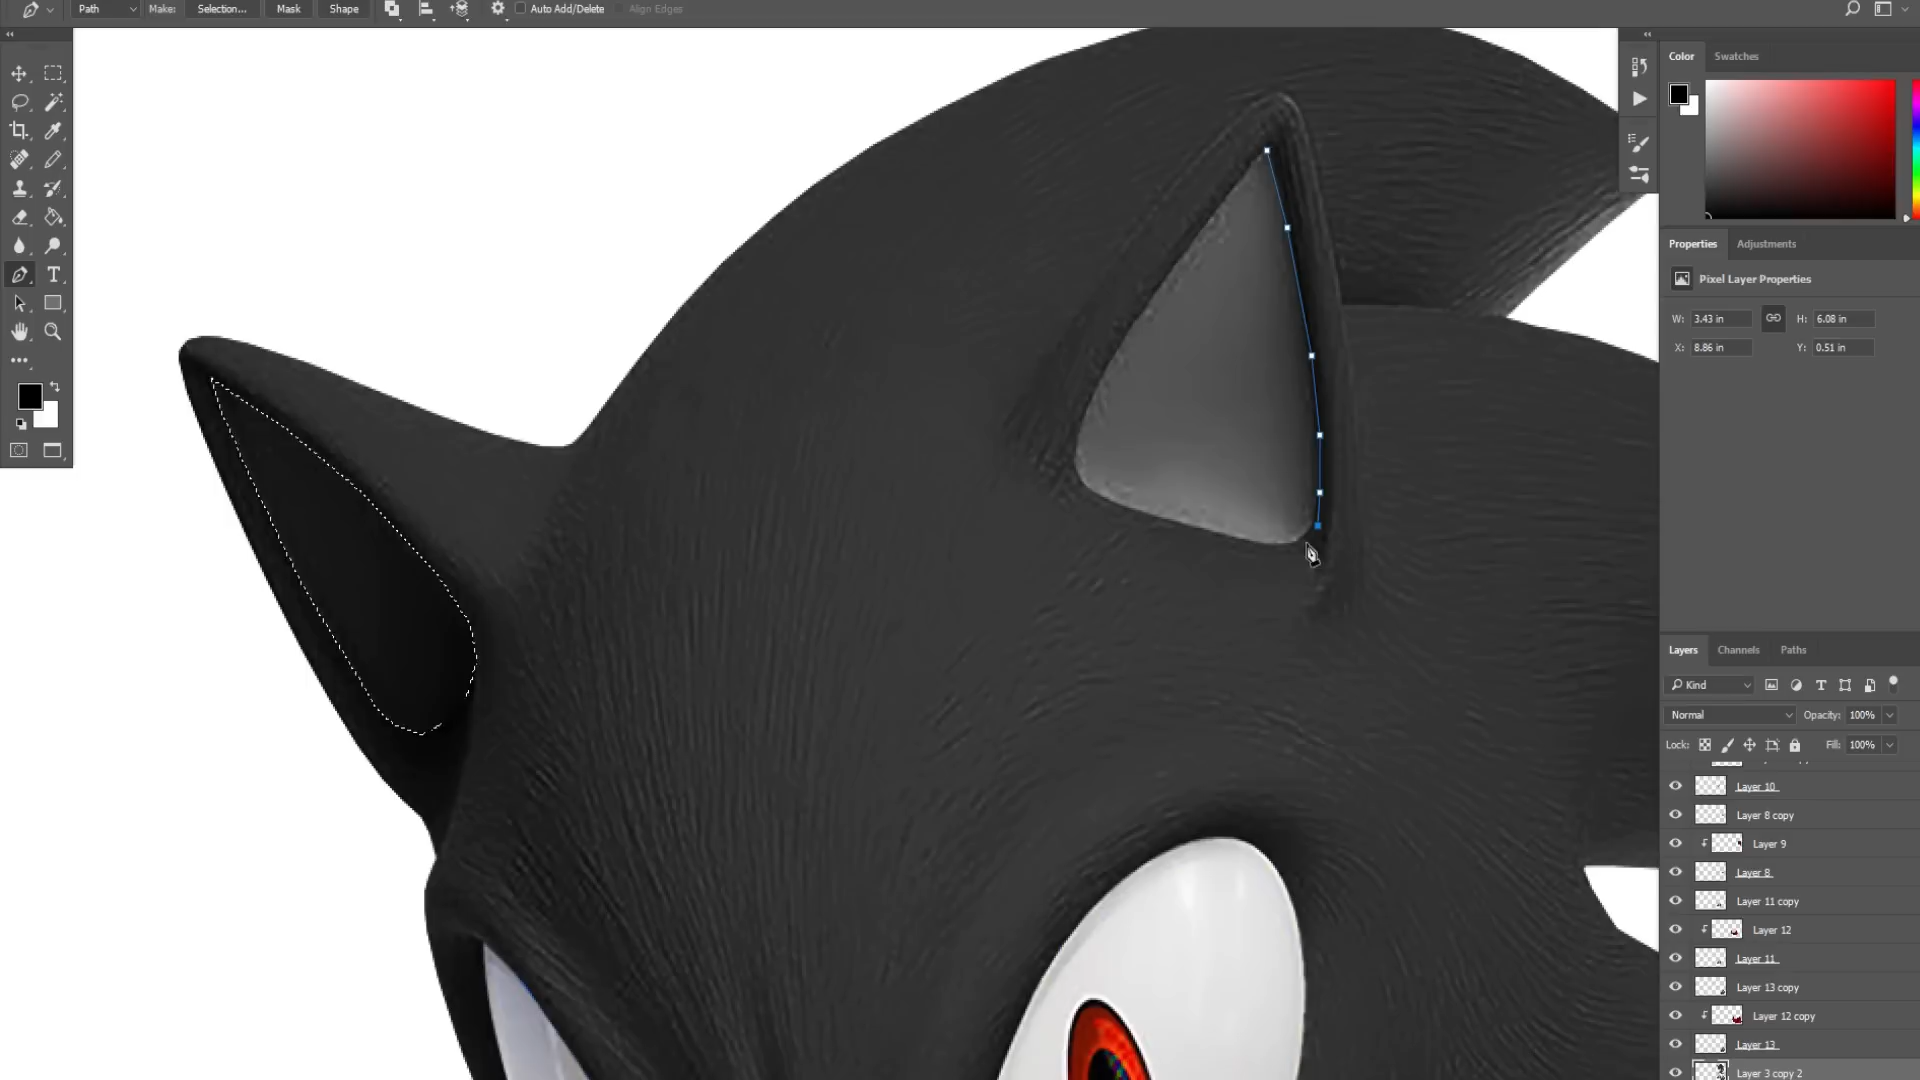 Path
Make:
Selection...
Mask
Shape
Auto Add/Delete
Align Edges
Color
Swatches
Properties
Adjustments
Pixel Layer Properties
W: 3.43 in
H: 6.08 in
X: 8.86 in
Y: 0.51 in
Layers
Channels
Paths
Kind
Normal
Opacity: 100%
Lock:
Fill: 100%
Layer 10
Layer 8 copy
Layer 9
Layer 8
Layer 11 copy
Layer 12
Layer 11
Layer 13 copy
Layer 12 copy
Layer 13
Layer 3 copy 2